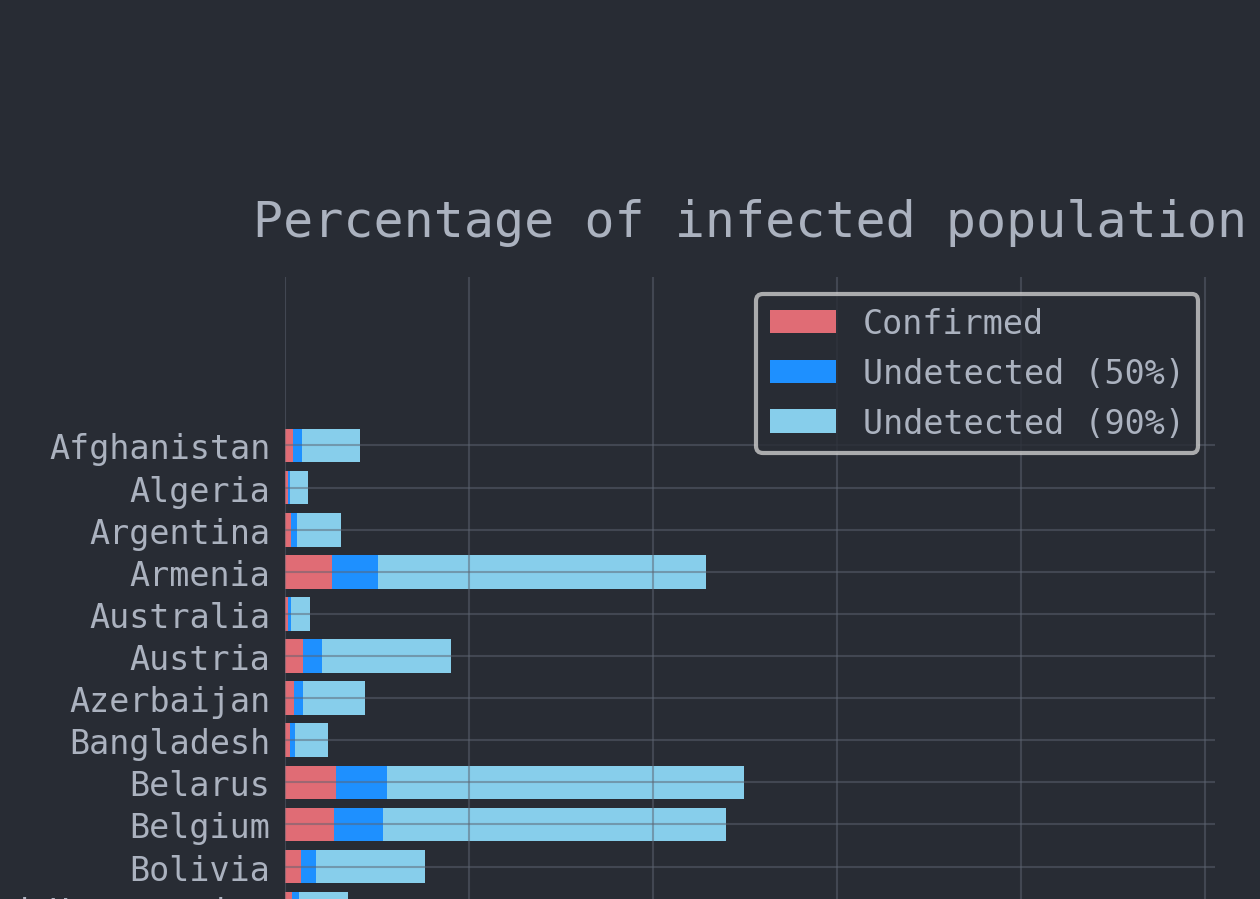 Percentage of infected population
Confirmed
Undetected (50%)
Undetected (90%)
Afghanistan
Algeria
Argentina
Armenia
Australia
Austria
Azerbaijan
Bangladesh
Belarus
Belgium
Bolivia